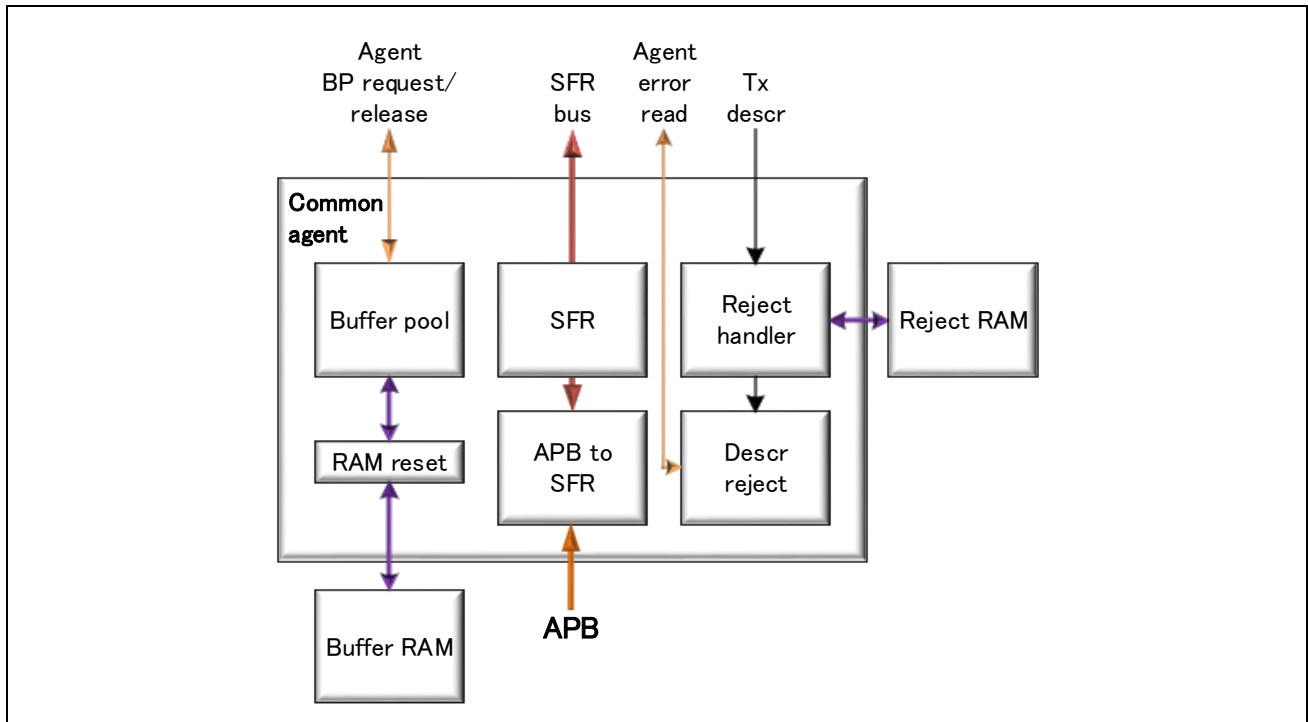 Agent
BP request/
release
SFR
bus
Agent
error
read
Tx
descr
Common
agent
Buffer pool
SFR
Reject
handler
Reject RAM
RAM reset
APB to
SFR
Descr
reject
Buffer RAM
APB